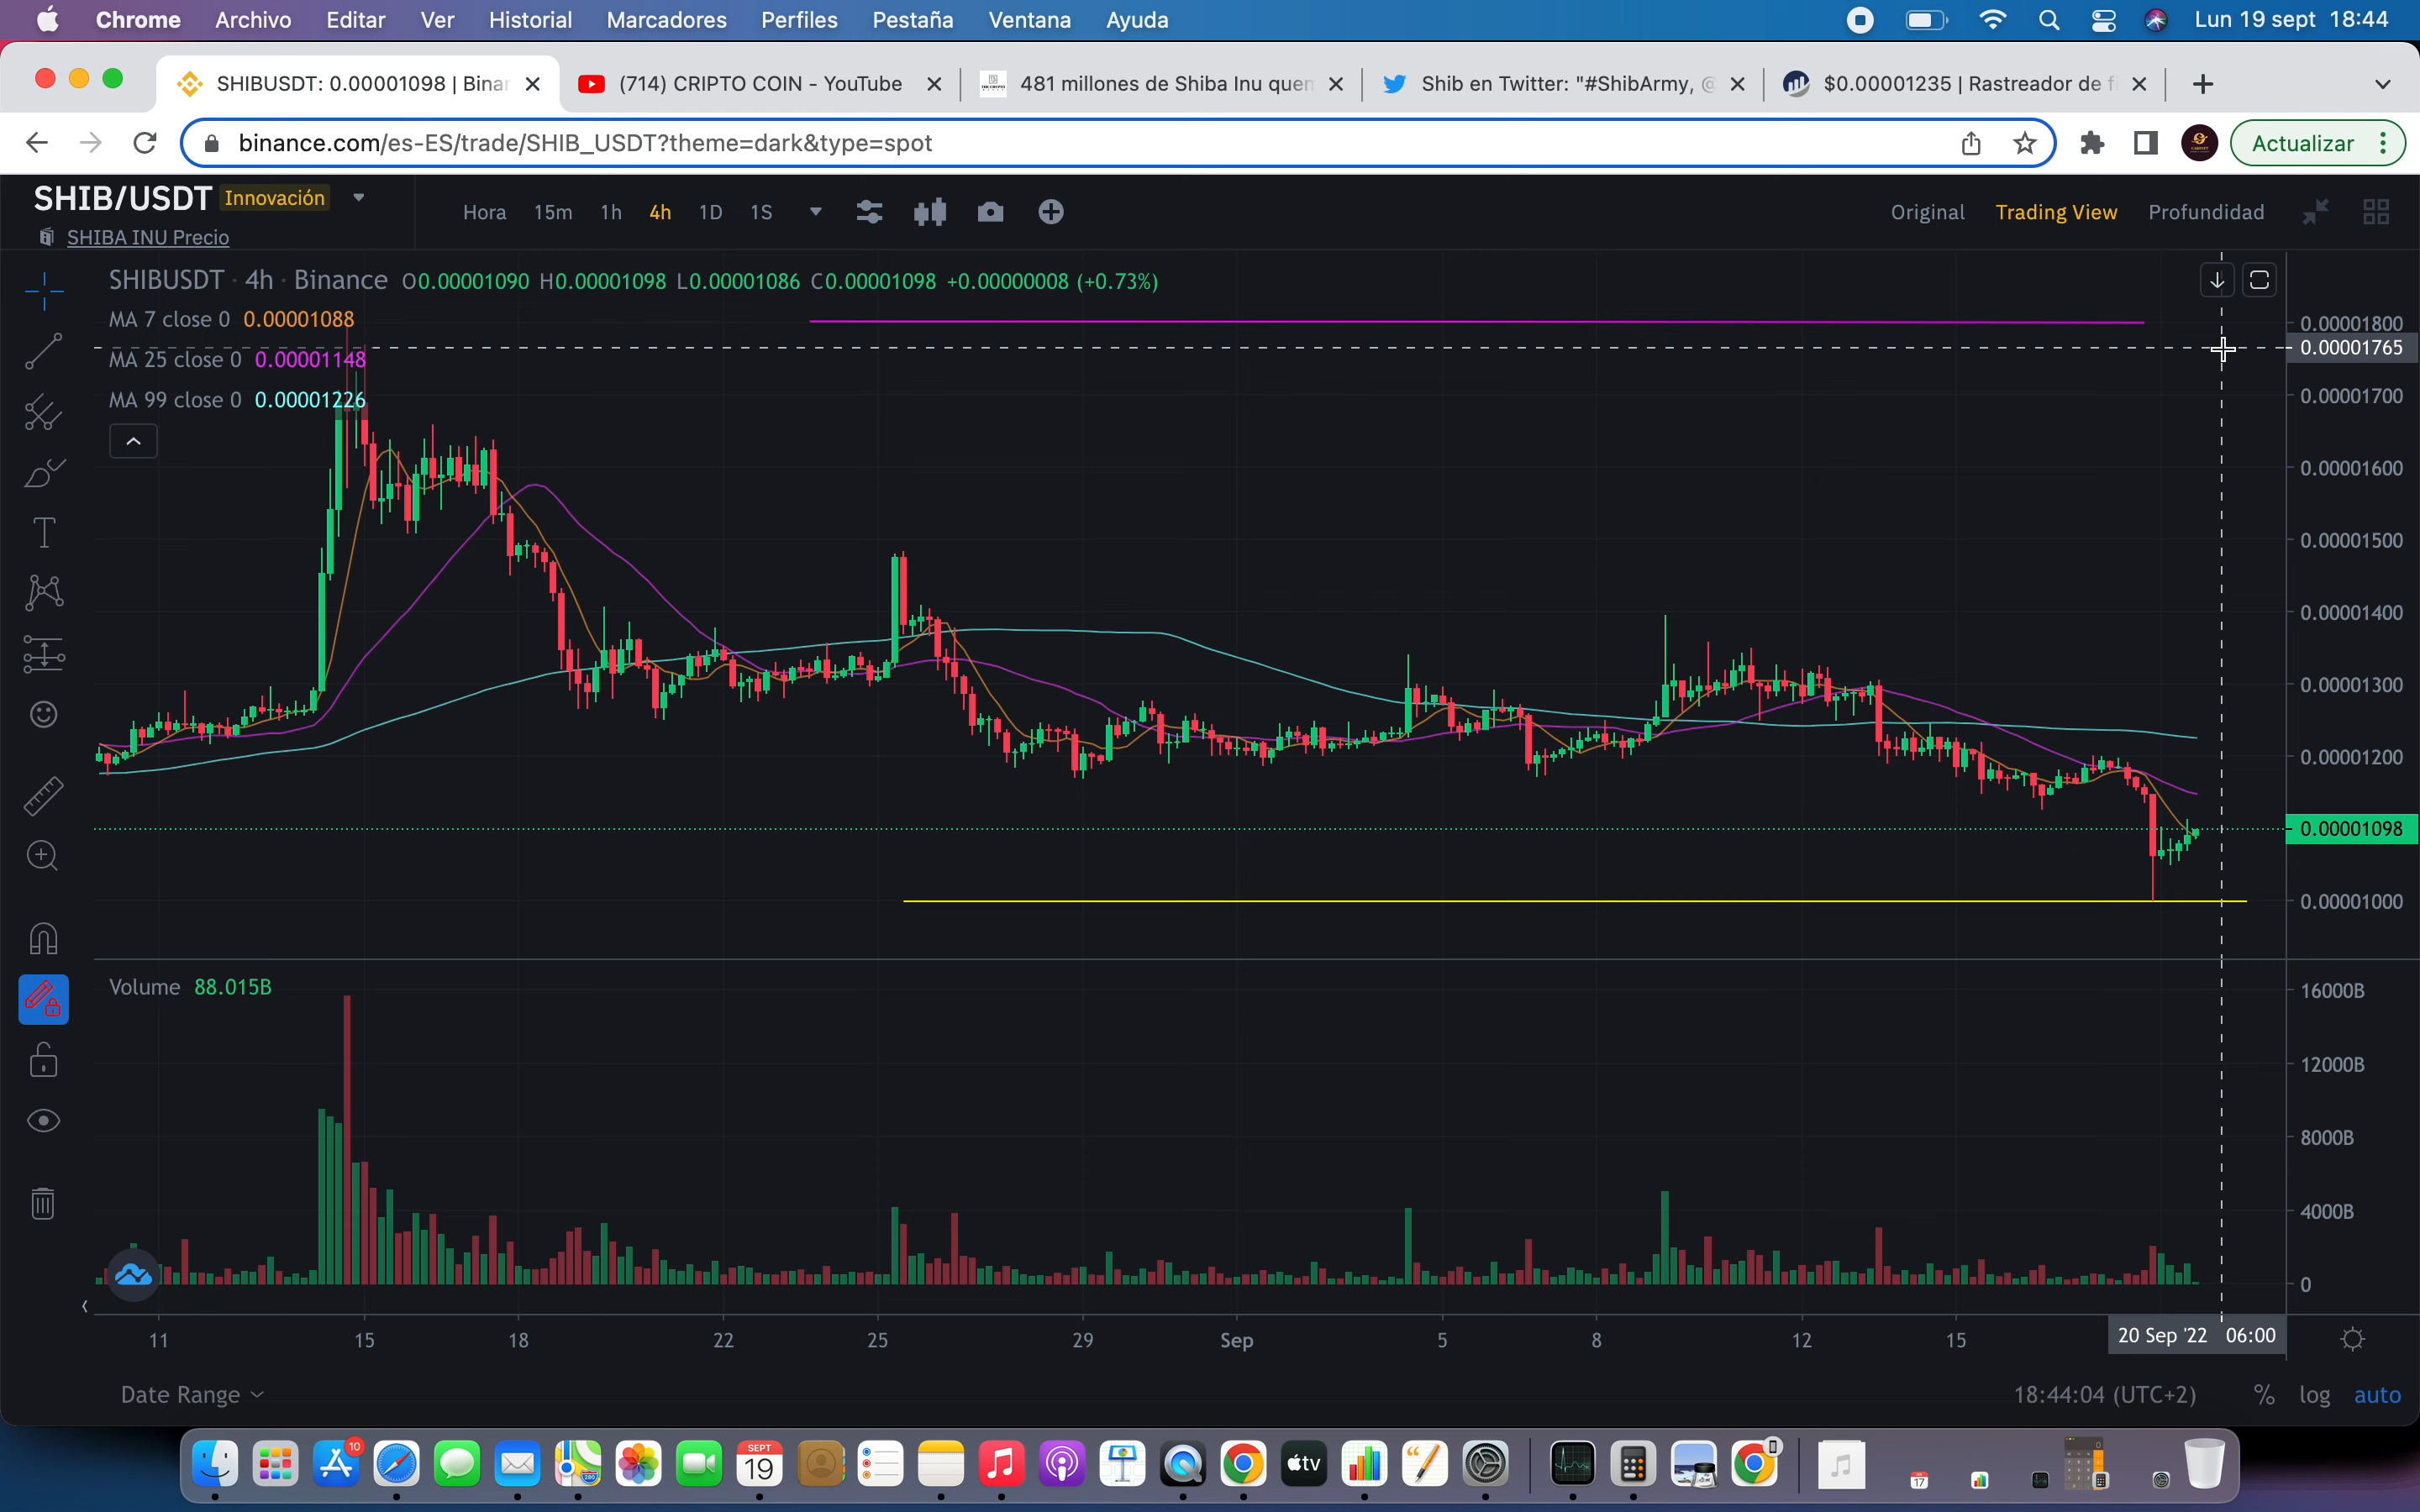 Chrome Archivo Editar Ver Historial Marcadores Perfiles Pestaña Ventana Ayuda Lun 19 sept 18:44
SHIBUSDT: 0.00001098 | Binar (714) CRIPTO COIN - YouTube 481 millones de Shiba Inu quem Shib en Twitter: "#ShibArmy, @ $0.00001235 | Rastreador de f
binance.com/es-ES/trade/SHIB_USDT?theme=dark&type=spot Actualizar
SHIB/USDT Innovación
SHIBA INU Precio
Hora 15m 1h 4h 1D 1S Original Trading View Profundidad
SHIBUSDT · 4h · Binance O0.00001090 H0.00001098 L0.00001086 C0.00001098 +0.00000008 (+0.73%)
MA 7 close 0 0.00001088
MA 25 close 0 0.00001148
MA 99 close 0 0.00001226
0.00001800
0.00001765
0.00001700
0.00001600
0.00001500
0.00001400
0.00001300
0.00001200
0.00001098
0.00001000
Volume 88.015B
16000B
12000B
8000B
4000B
0
11 15 18 22 25 29 Sep 5 8 12 15 20 Sep '22 06:00
Date Range 18:44:04 (UTC+2) % log auto
10
SEPT
19
tv
17